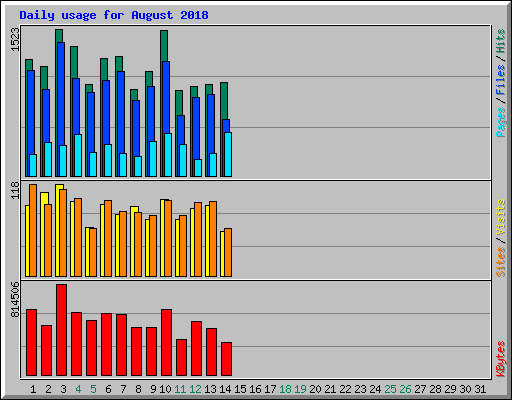 Daily usage for August 2018
1523
Pages/Files/Hits
118
Sites/Visits
814506
KBytes
1 2 3 4 5 6 7 8 9 10 11 12 13 14 15 16 17 18 19 20 21 22 23 24 25 26 27 28 29 30 31